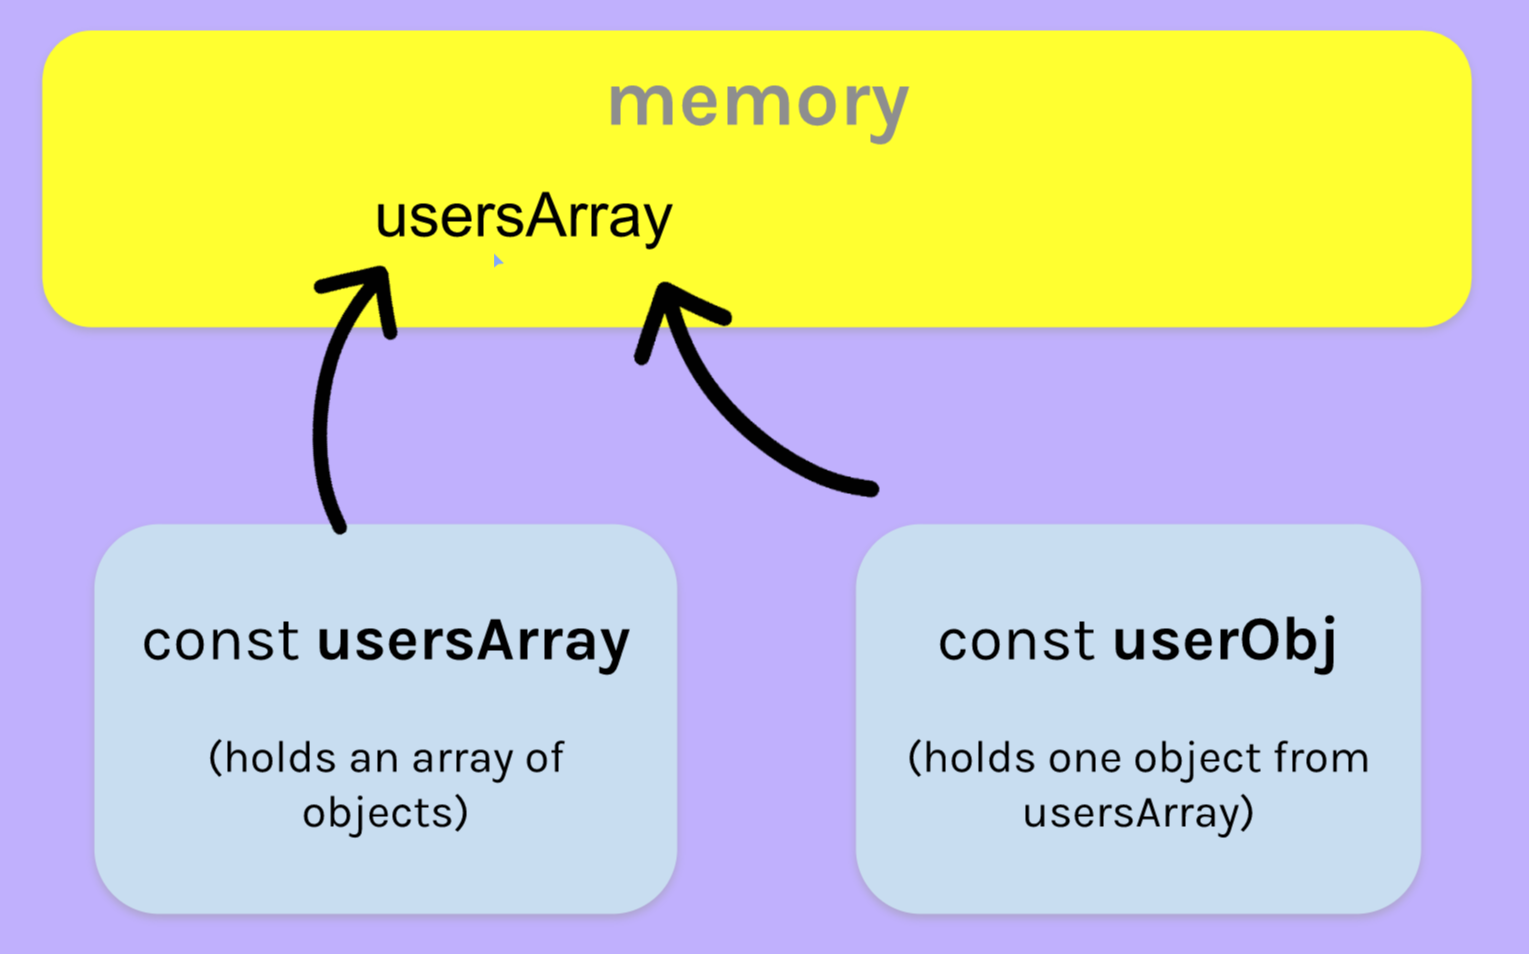 memory
usersArray
const usersArray
(holds an array of
objects)
const userObj
(holds one object from
usersArray)